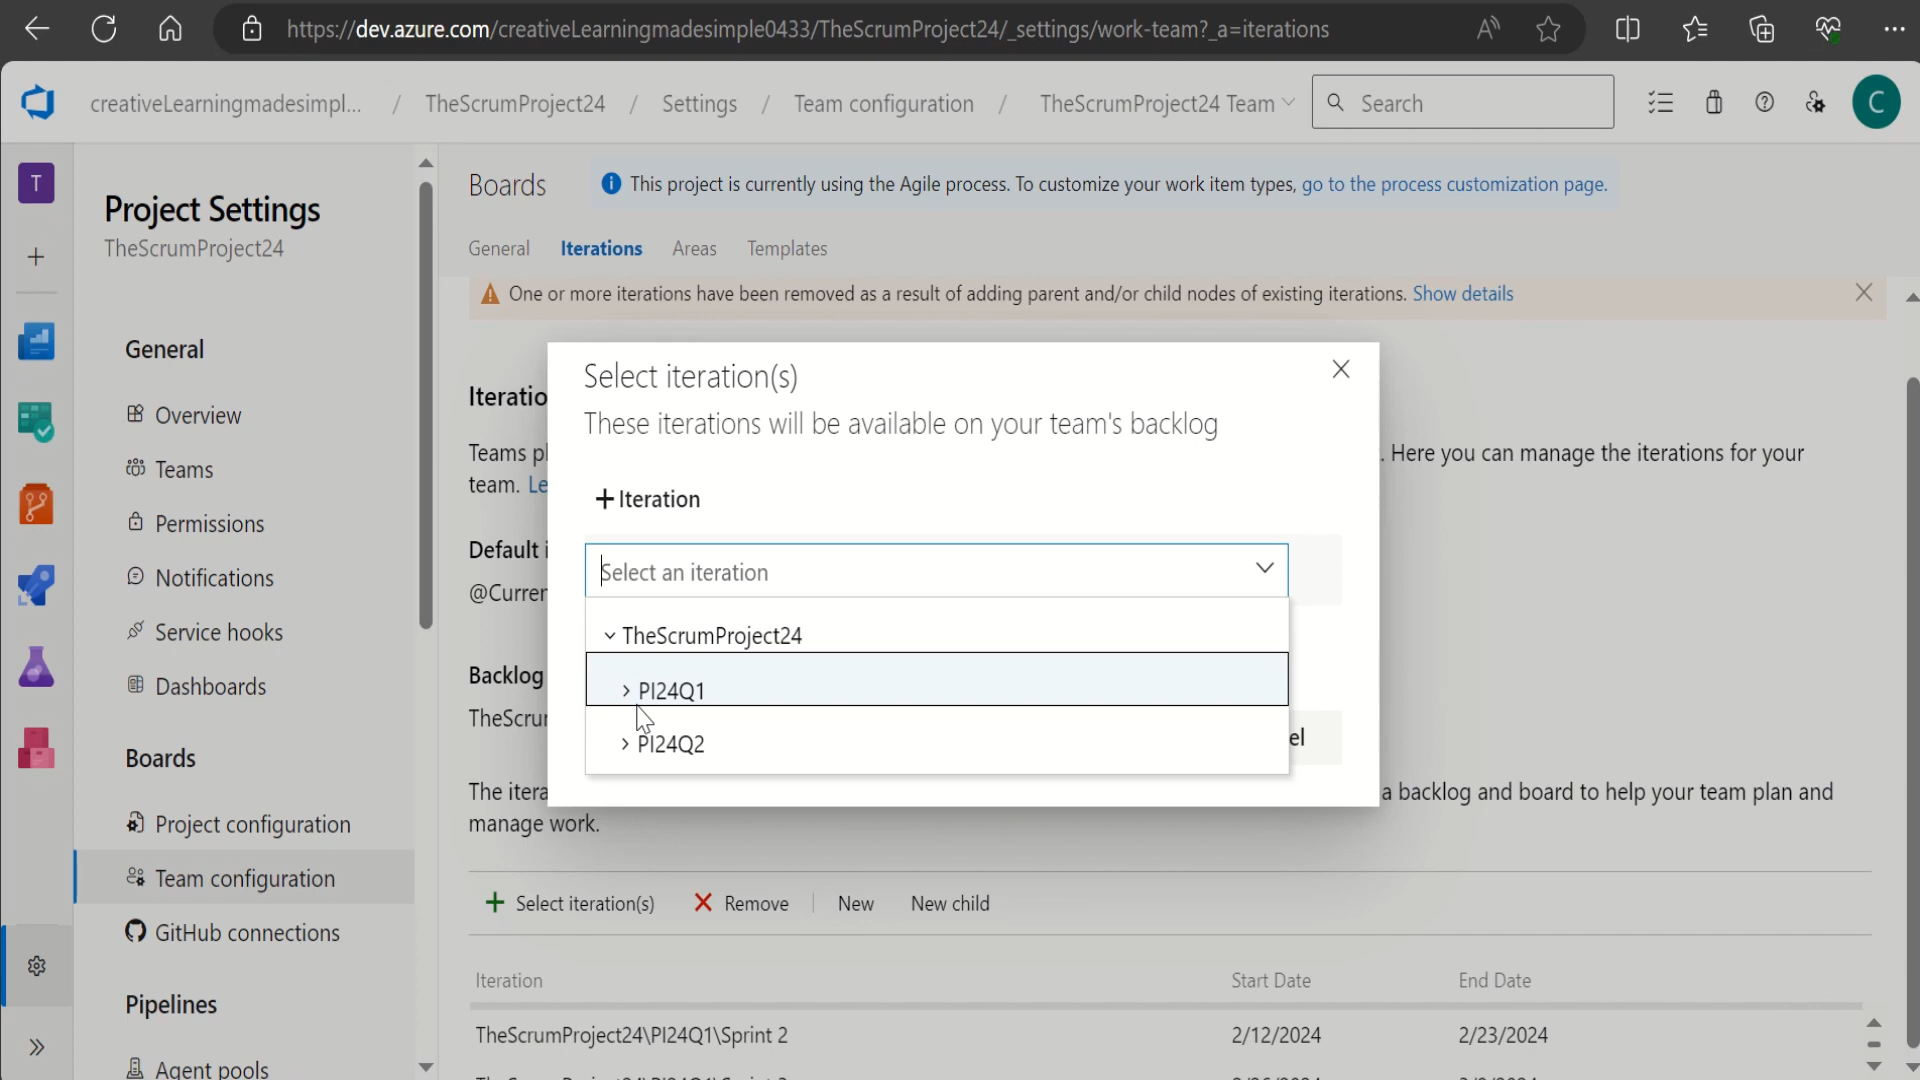 https://dev.azure.com/creativeLearningmadesimple0433/TheScrumProject24/_settings/work-team?_a=iterations
creativeLearningmadesimpl... / TheScrumProject24 / Settings / Team configuration / TheScrumProject24 Team
Search
C
T
Project Settings
TheScrumProject24
General
Overview
Teams
Permissions
Notifications
Service hooks
Dashboards
Boards
Project configuration
Team configuration
GitHub connections
Pipelines
Agent pools
Boards
This project is currently using the Agile process. To customize your work item types, go to the process customization page.
General Iterations Areas Templates
One or more iterations have been removed as a result of adding parent and/or child nodes of existing iterations. Show details
Iteratio
Teams pl
. Here you can manage the iterations for your
team. Le
Default i
@Curren
Backlog
TheScru
Select iteration(s)
These iterations will be available on your team's backlog
+ Iteration
Select an iteration
TheScrumProject24
PI24Q1
PI24Q2
el
The itera
a backlog and board to help your team plan and
manage work.
+ Select iteration(s) Remove New New child
Iteration Start Date End Date
TheScrumProject24\PI24Q1\Sprint 2 2/12/2024 2/23/2024